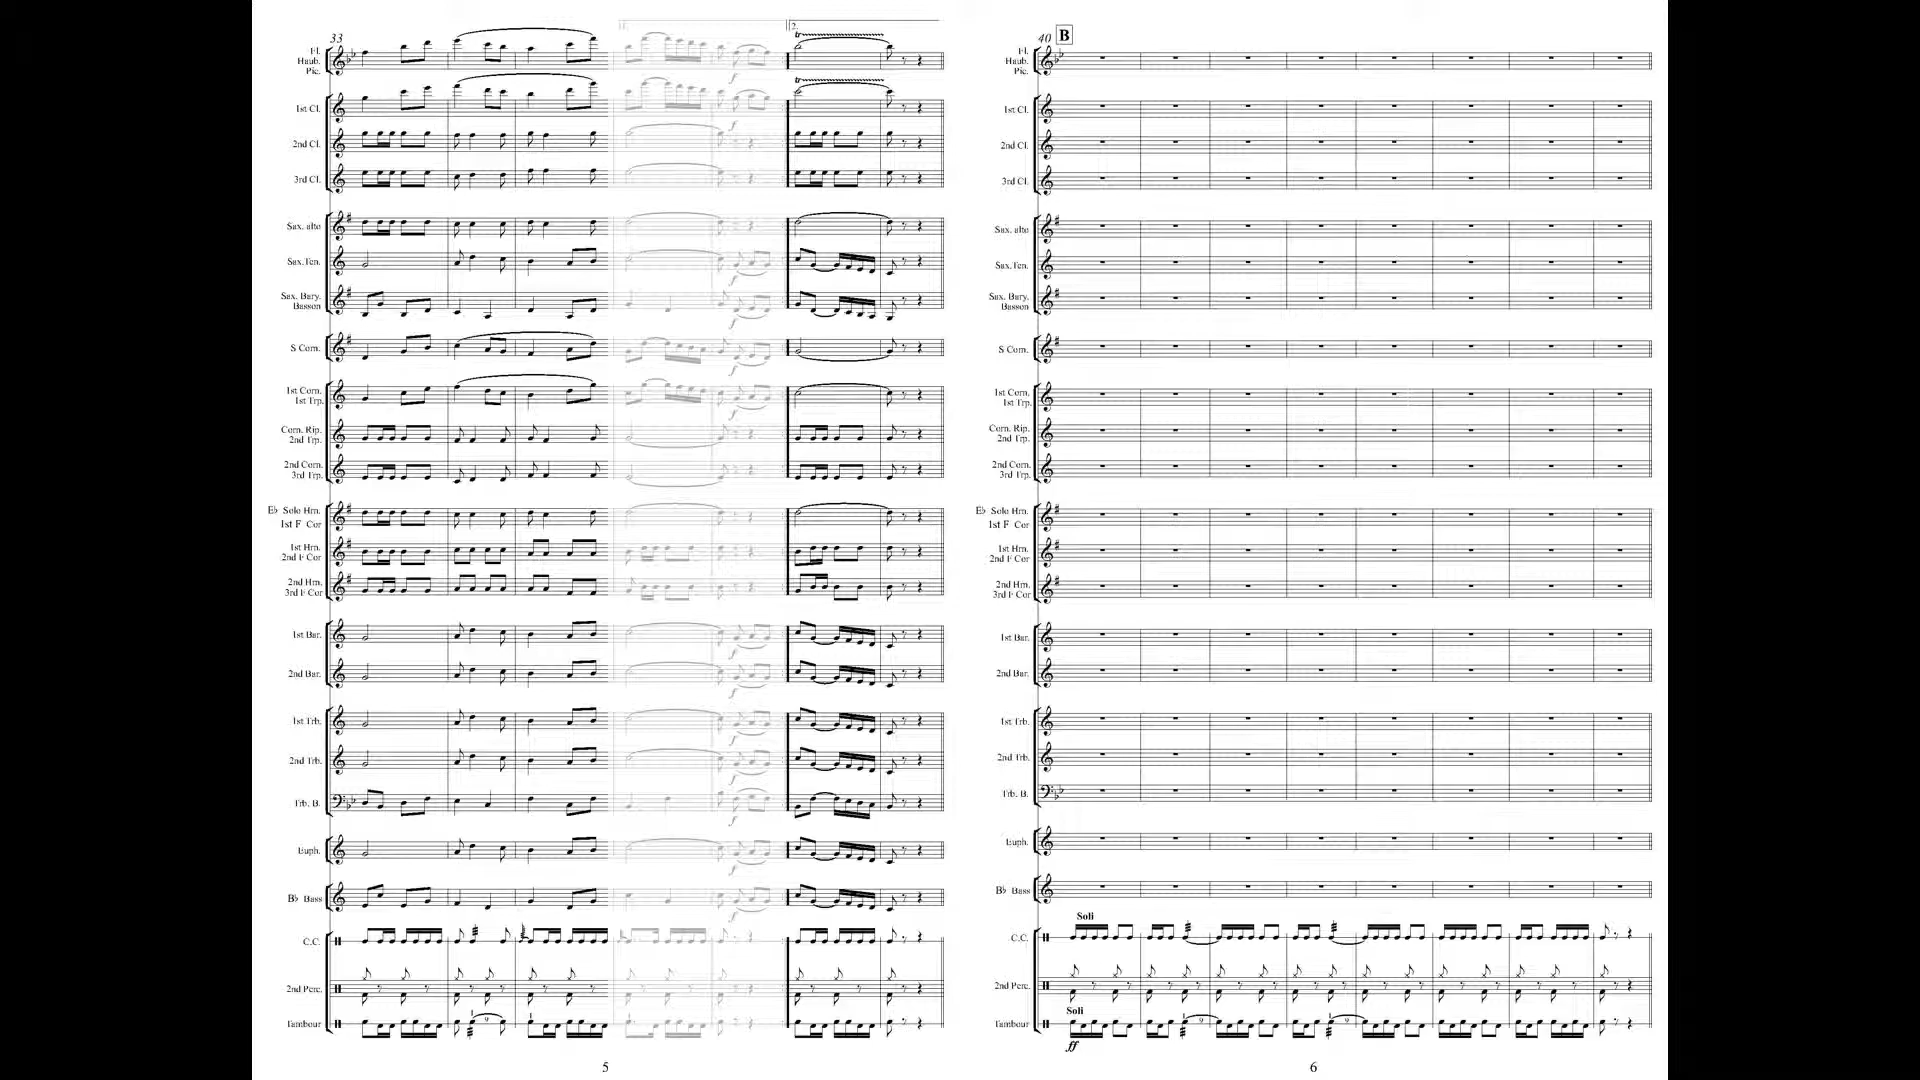 33
2.
Fl.
Haub.
Pic.
1st Cl.
2nd Cl.
3rd Cl.
Sax. alto
Sax.Ten.
Sax. Bary.
Basson
S Corn.
1st Corn.
1st Trp.
Corn. Rip.
2nd Trp.
2nd Corn.
3rd Trp.
E♭ Solo Hrn.
1st F Cor
1st Hrn.
2nd F Cor
2nd Hrn.
3rd F Cor
1st Bar.
2nd Bar.
1st Trb.
2nd Trb.
Trb. B.
Euph.
B♭ Bass
C.C.
2nd Perc.
Tambour
5
40 B
Fl.
Haub.
Pic.
1st Cl.
2nd Cl.
3rd Cl.
Sax. alto
Sax.Ten.
Sax. Bary.
Basson
S Corn.
1st Corn.
1st Trp.
Corn. Rip.
2nd Trp.
2nd Corn.
3rd Trp.
E♭ Solo Hrn.
1st F Cor
1st Hrn.
2nd F Cor
2nd Hrn.
3rd F Cor
1st Bar.
2nd Bar.
1st Trb.
2nd Trb.
Trb. B.
Euph.
B♭ Bass
Soli
C.C.
2nd Perc.
Soli
Tambour
ff
6